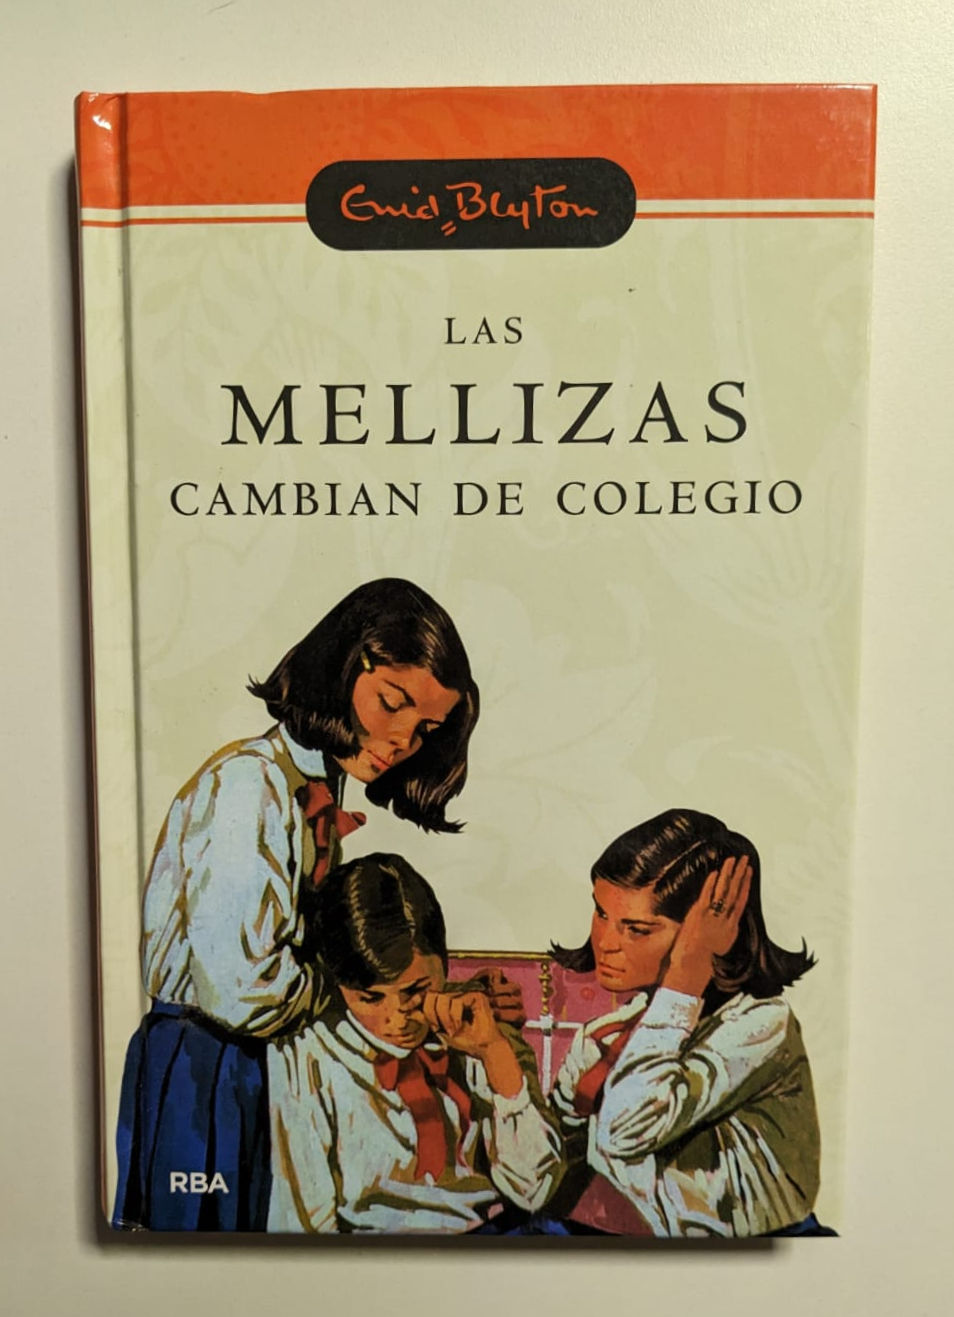 Enid Blyton
LAS
MELLIZAS
CAMBIAN DE COLEGIO
RBA